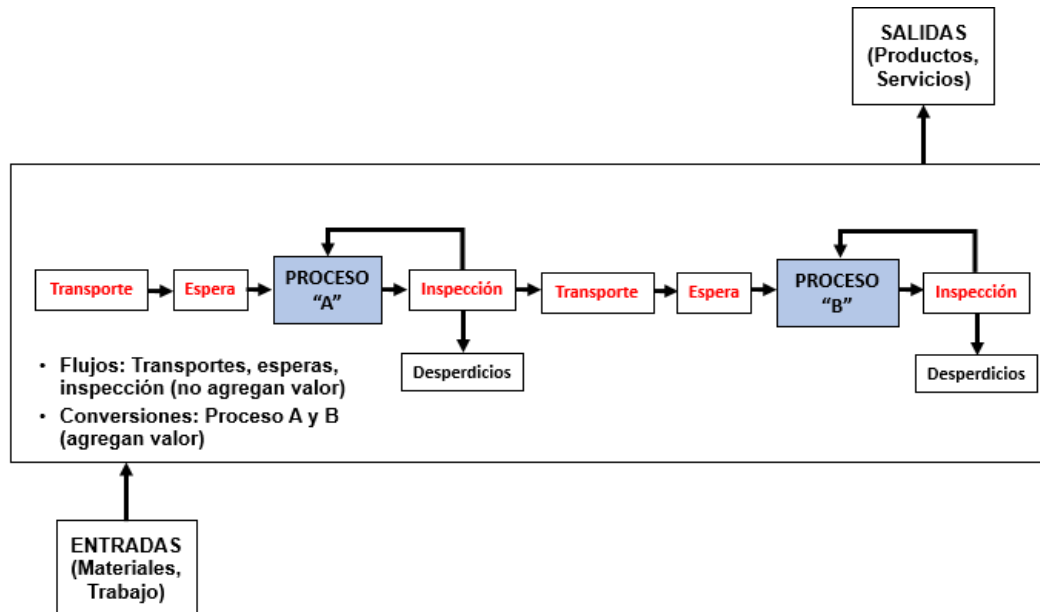 SALIDAS
(Productos,
Servicios)
Transporte
Espera
PROCESO
“A”
Inspección
Transporte
Espera
PROCESO
“B”
Inspección
Desperdicios
Desperdicios
• Flujos: Transportes, esperas,
inspección (no agregan valor)
• Conversiones: Proceso A y B
(agregan valor)
ENTRADAS
(Materiales,
Trabajo)